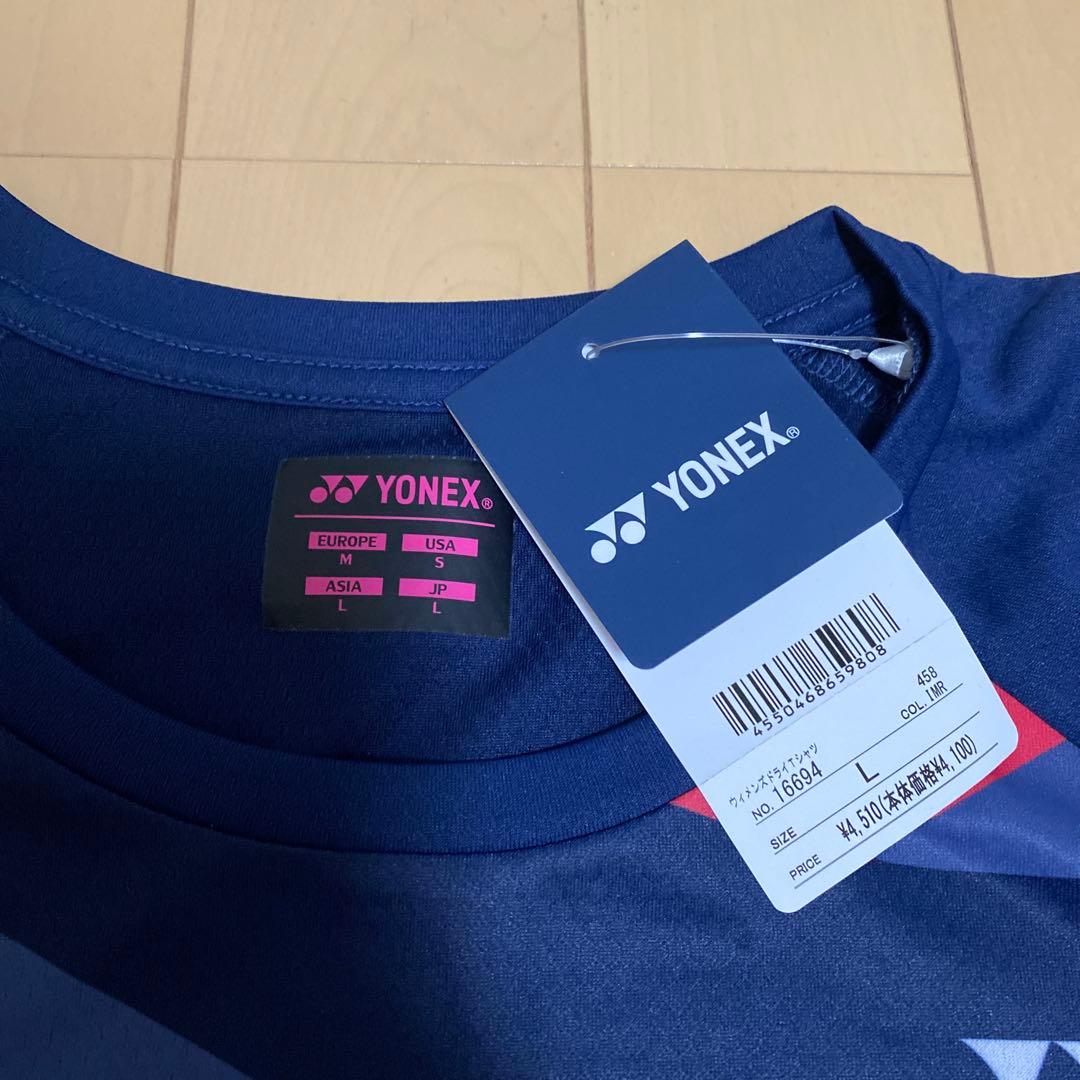 YONEX®
EUROPE USA
M S
ASIA JP
L L
YONEX®
4550468659808
458
COL.IMR
ウィメンズドライTシャツ
NO.16694
SIZE L
PRICE ¥4,510(本体価格¥4,100)